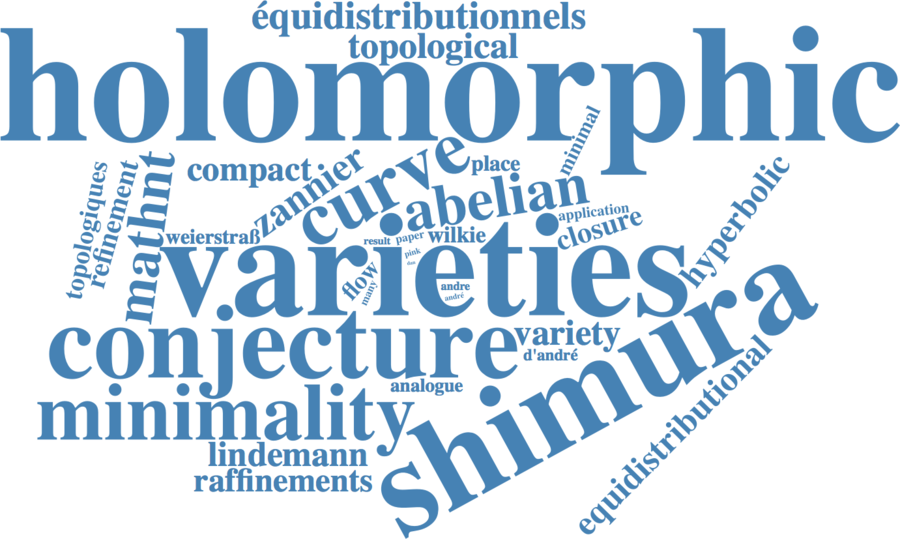 équidistributionnels
topological
holomorphic
minimal
compact
zannier
curve
place
abelian
hyperbolic
topologiques
refinement
mathnt
weierstraß
result
paper
wilkie
application
closure
pink
flow
many
andre
andré
varieties
conjecture
variety
d'andré
shimura
analogue
minimality
lindemann
raffinements
equidistributional